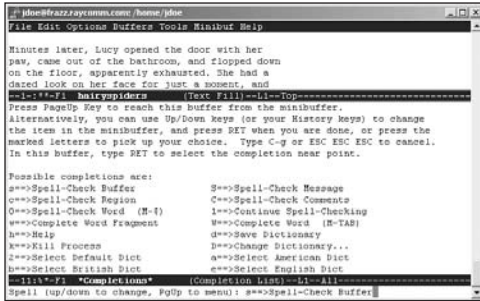 jdoe@frazz.raycomm.com: /home/jdoe
File Edit Options Buffers Tools Minibuf Help
Minutes later, Lucy opened the door with her
paw, came out of the bathroom, and flopped down
on the floor, apparently exhausted. She had a
dazed look on her face for just a moment, and
--1-:**-F1 hairyspiders (Text Fill)--L1--Top
Press PageUp Key to reach this buffer from the minibuffer.
Alternatively, you can use Up/Down keys (or your History keys) to change
the item in the minibuffer, and press RET when you are done, or press the
marked letters to pick up your choice. Type C-g or ESC ESC ESC to cancel.
In this buffer, type RET to select the completion near point.
Possible completions are:
s==>Spell-Check Buffer S==>Spell-Check Message
c==>Spell-Check Region C==>Spell-Check Comments
0==>Spell-Check Word (M-$) 1==>Continue Spell-Checking
w==>Complete Word Fragment W==>Complete Word (M-TAB)
h==>Help d==>Save Dictionary
k==>Kill Process D==>Change Dictionary...
2==>Select Default Dict a==>Select American Dict
b==>Select British Dict e==>Select English Dict
--11:%*-F1 *Completions* (Completion List)--L1--All
Spell (up/down to change, PgUp to menu): s==>Spell-Check Buffer